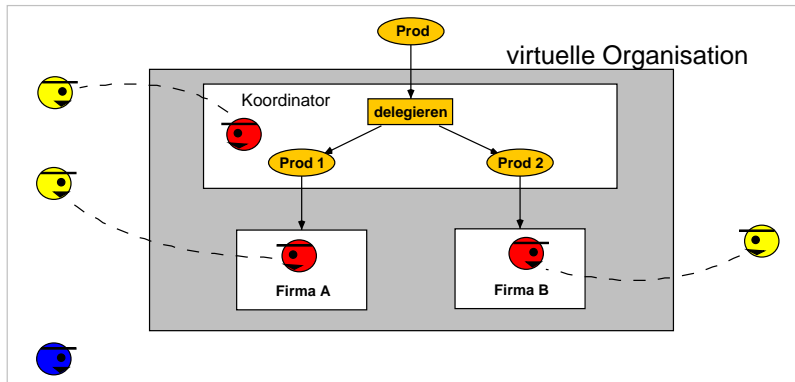 Prod
virtuelle Organisation
Koordinator
delegieren
Prod 1
Prod 2
Firma A
Firma B